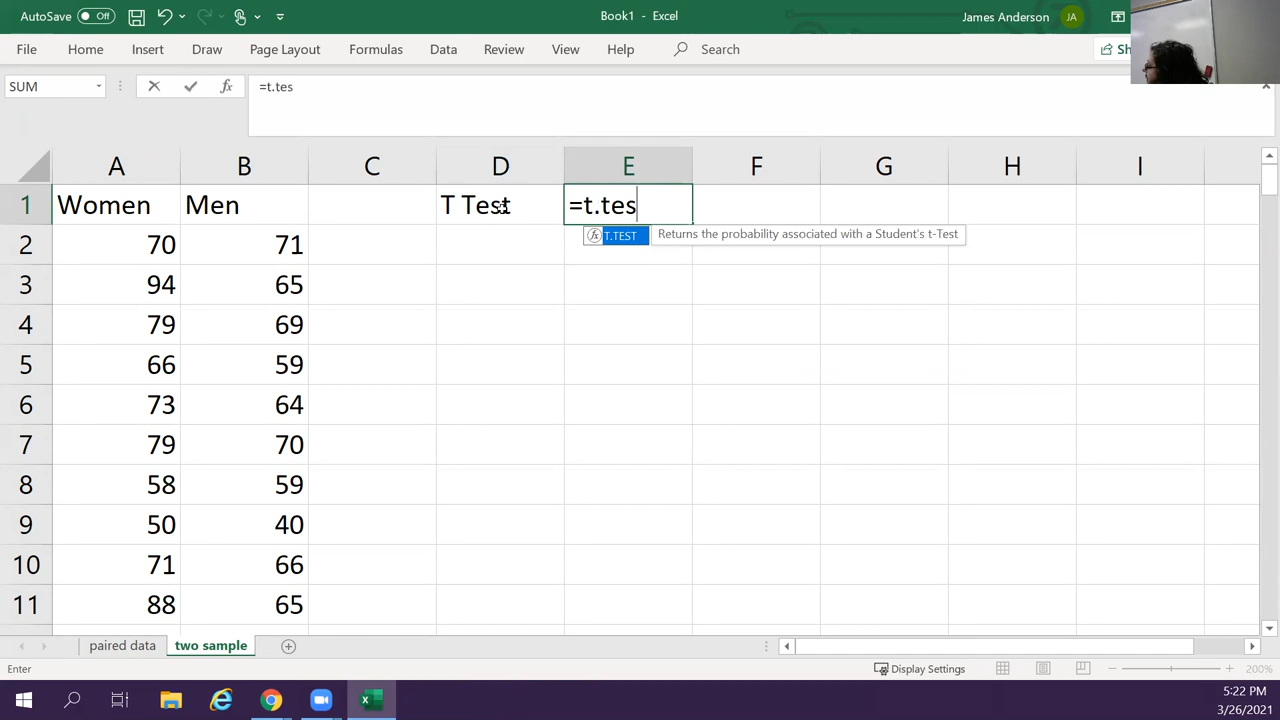 AutoSave Off
Book1 - Excel
James Anderson JA
File Home Insert Draw Page Layout Formulas Data Review View Help Search
SUM
fx
=t.tes
A B C D E F G H I
1 Women Men T Test =t.tes
fx T.TEST Returns the probability associated with a Student's t-Test
2 70 71
3 94 65
4 79 69
5 66 59
6 73 64
7 79 70
8 58 59
9 50 40
10 71 66
11 88 65
paired data two sample
Enter
Display Settings
200%
5:22 PM
3/26/2021